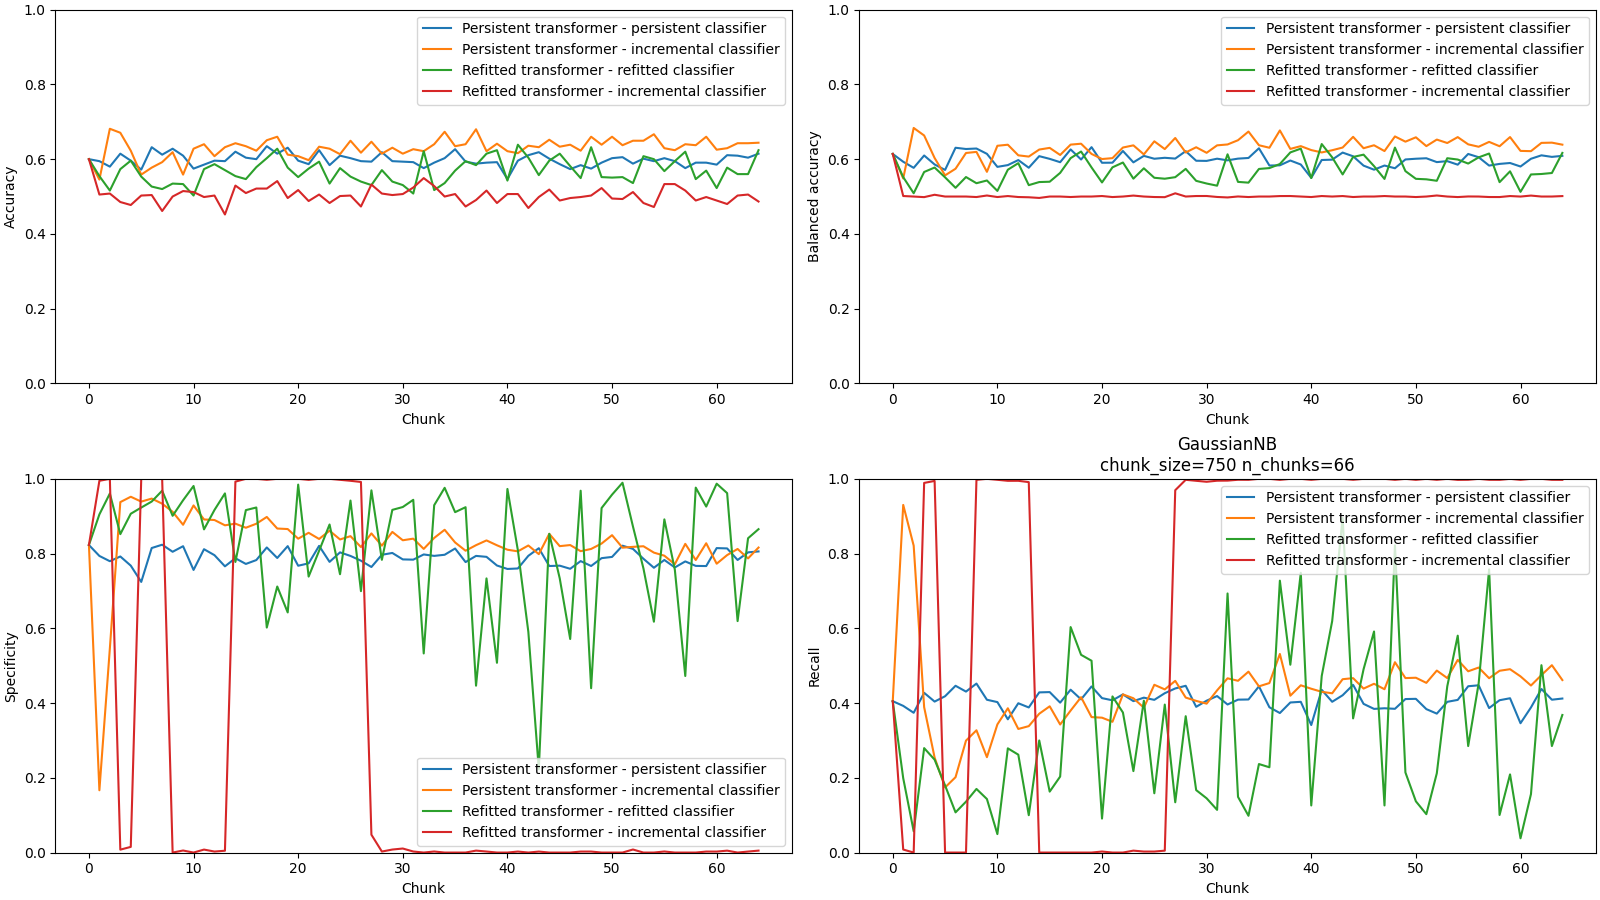 1.0
0.8
0.6
0.4
0.2
0.0
Accuracy
0 10 20 30 40 50 60
Chunk
Persistent transformer - persistent classifier
Persistent transformer - incremental classifier
Refitted transformer - refitted classifier
Refitted transformer - incremental classifier
1.0
0.8
0.6
0.4
0.2
0.0
Balanced accuracy
0 10 20 30 40 50 60
Chunk
Persistent transformer - persistent classifier
Persistent transformer - incremental classifier
Refitted transformer - refitted classifier
Refitted transformer - incremental classifier
1.0
0.8
0.6
0.4
0.2
0.0
Specificity
0 10 20 30 40 50 60
Chunk
Persistent transformer - persistent classifier
Persistent transformer - incremental classifier
Refitted transformer - refitted classifier
Refitted transformer - incremental classifier
GaussianNB
chunk_size=750 n_chunks=66
1.0
0.8
0.6
0.4
0.2
0.0
Recall
0 10 20 30 40 50 60
Chunk
Persistent transformer - persistent classifier
Persistent transformer - incremental classifier
Refitted transformer - refitted classifier
Refitted transformer - incremental classifier